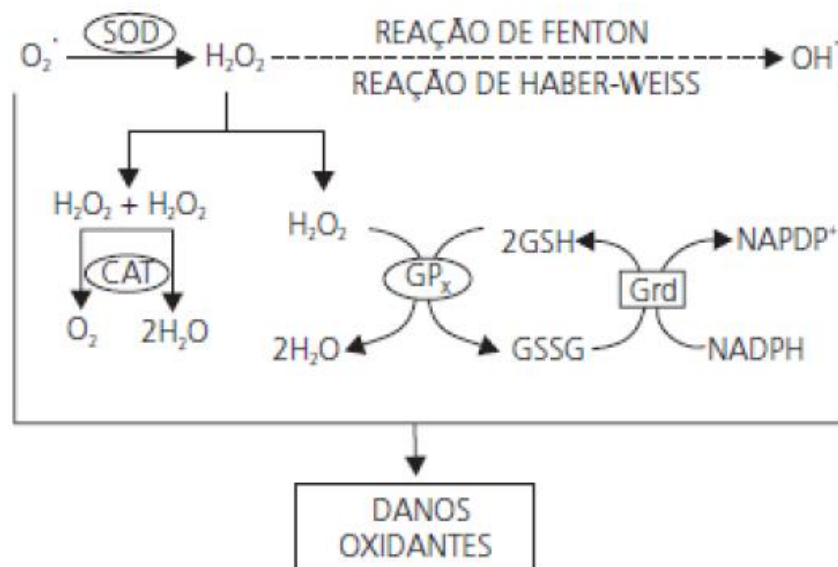 SOD
O₂˙ H₂O₂ REAÇÃO DE FENTON OH˙
REAÇÃO DE HABER-WEISS
H₂O₂ + H₂O₂ H₂O₂ 2GSH NAPDP⁺
CAT GPₓ Grd
O₂ 2H₂O 2H₂O GSSG NADPH
DANOS
OXIDANTES